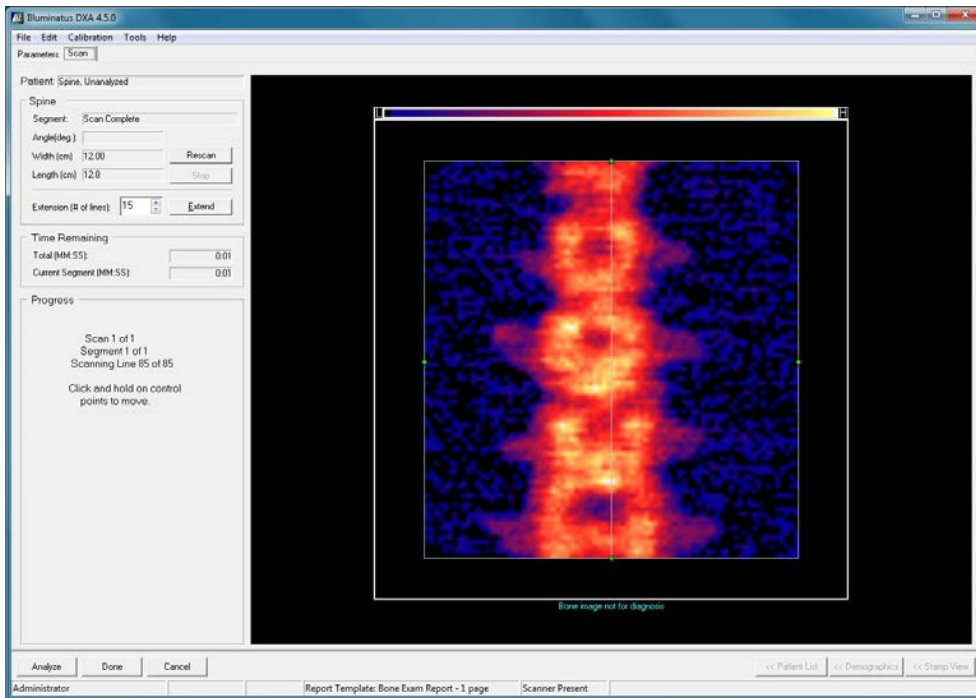 Illuminatus DXA 4.5.0
File Edit Calibration Tools Help
Parameters Scan
Patient: Spine, Unanalyzed
Spine
Segment: Scan Complete
Angle(deg.)
Width (cm) 12.00 Rescan
Length (cm) 12.0 Stop
Extension (# of lines): 15 Extend
Time Remaining
Total (MM:SS): 0:01
Current Segment (MM:SS): 0:01
Progress
Scan 1 of 1
Segment 1 of 1
Scanning Line 85 of 85
Click and hold on control
points to move.
L H
Bone image not for diagnosis
Analyze Done Cancel << Patient List << Demographics << Stamp View
Administrator Report Template: Bone Exam Report - 1 page Scanner Present